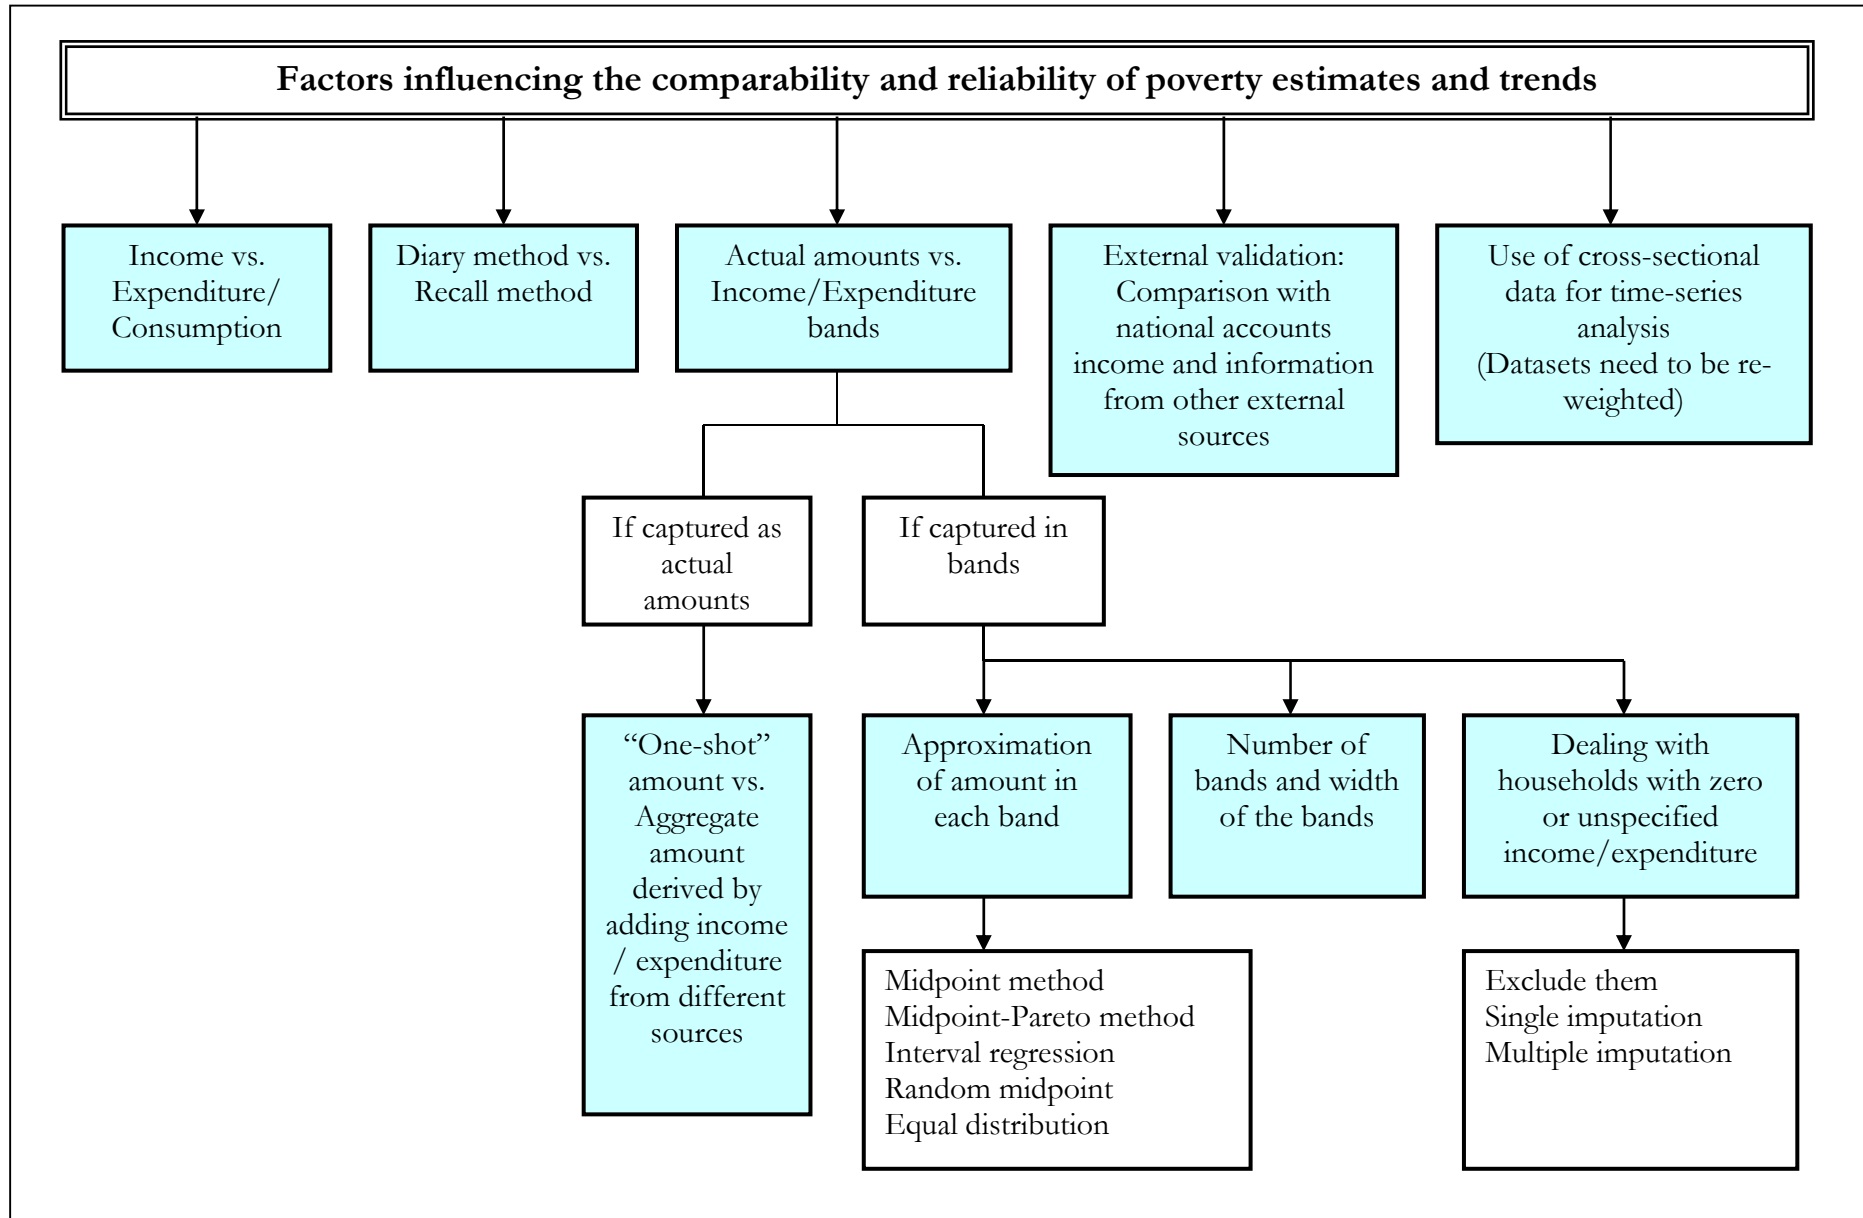 Factors influencing the comparability and reliability of poverty estimates and trends
Income vs.
Expenditure/
Consumption
Diary method vs.
Recall method
Actual amounts vs.
Income/Expenditure
bands
External validation:
Comparison with
national accounts
income and information
from other external
sources
Use of cross-sectional
data for time-series
analysis
(Datasets need to be re-
weighted)
If captured as
actual
amounts
If captured in
bands
“One-shot”
amount vs.
Aggregate
amount
derived by
adding income
/ expenditure
from different
sources
Approximation
of amount in
each band
Number of
bands and width
of the bands
Dealing with
households with zero
or unspecified
income/expenditure
Midpoint method
Midpoint-Pareto method
Interval regression
Random midpoint
Equal distribution
Exclude them
Single imputation
Multiple imputation